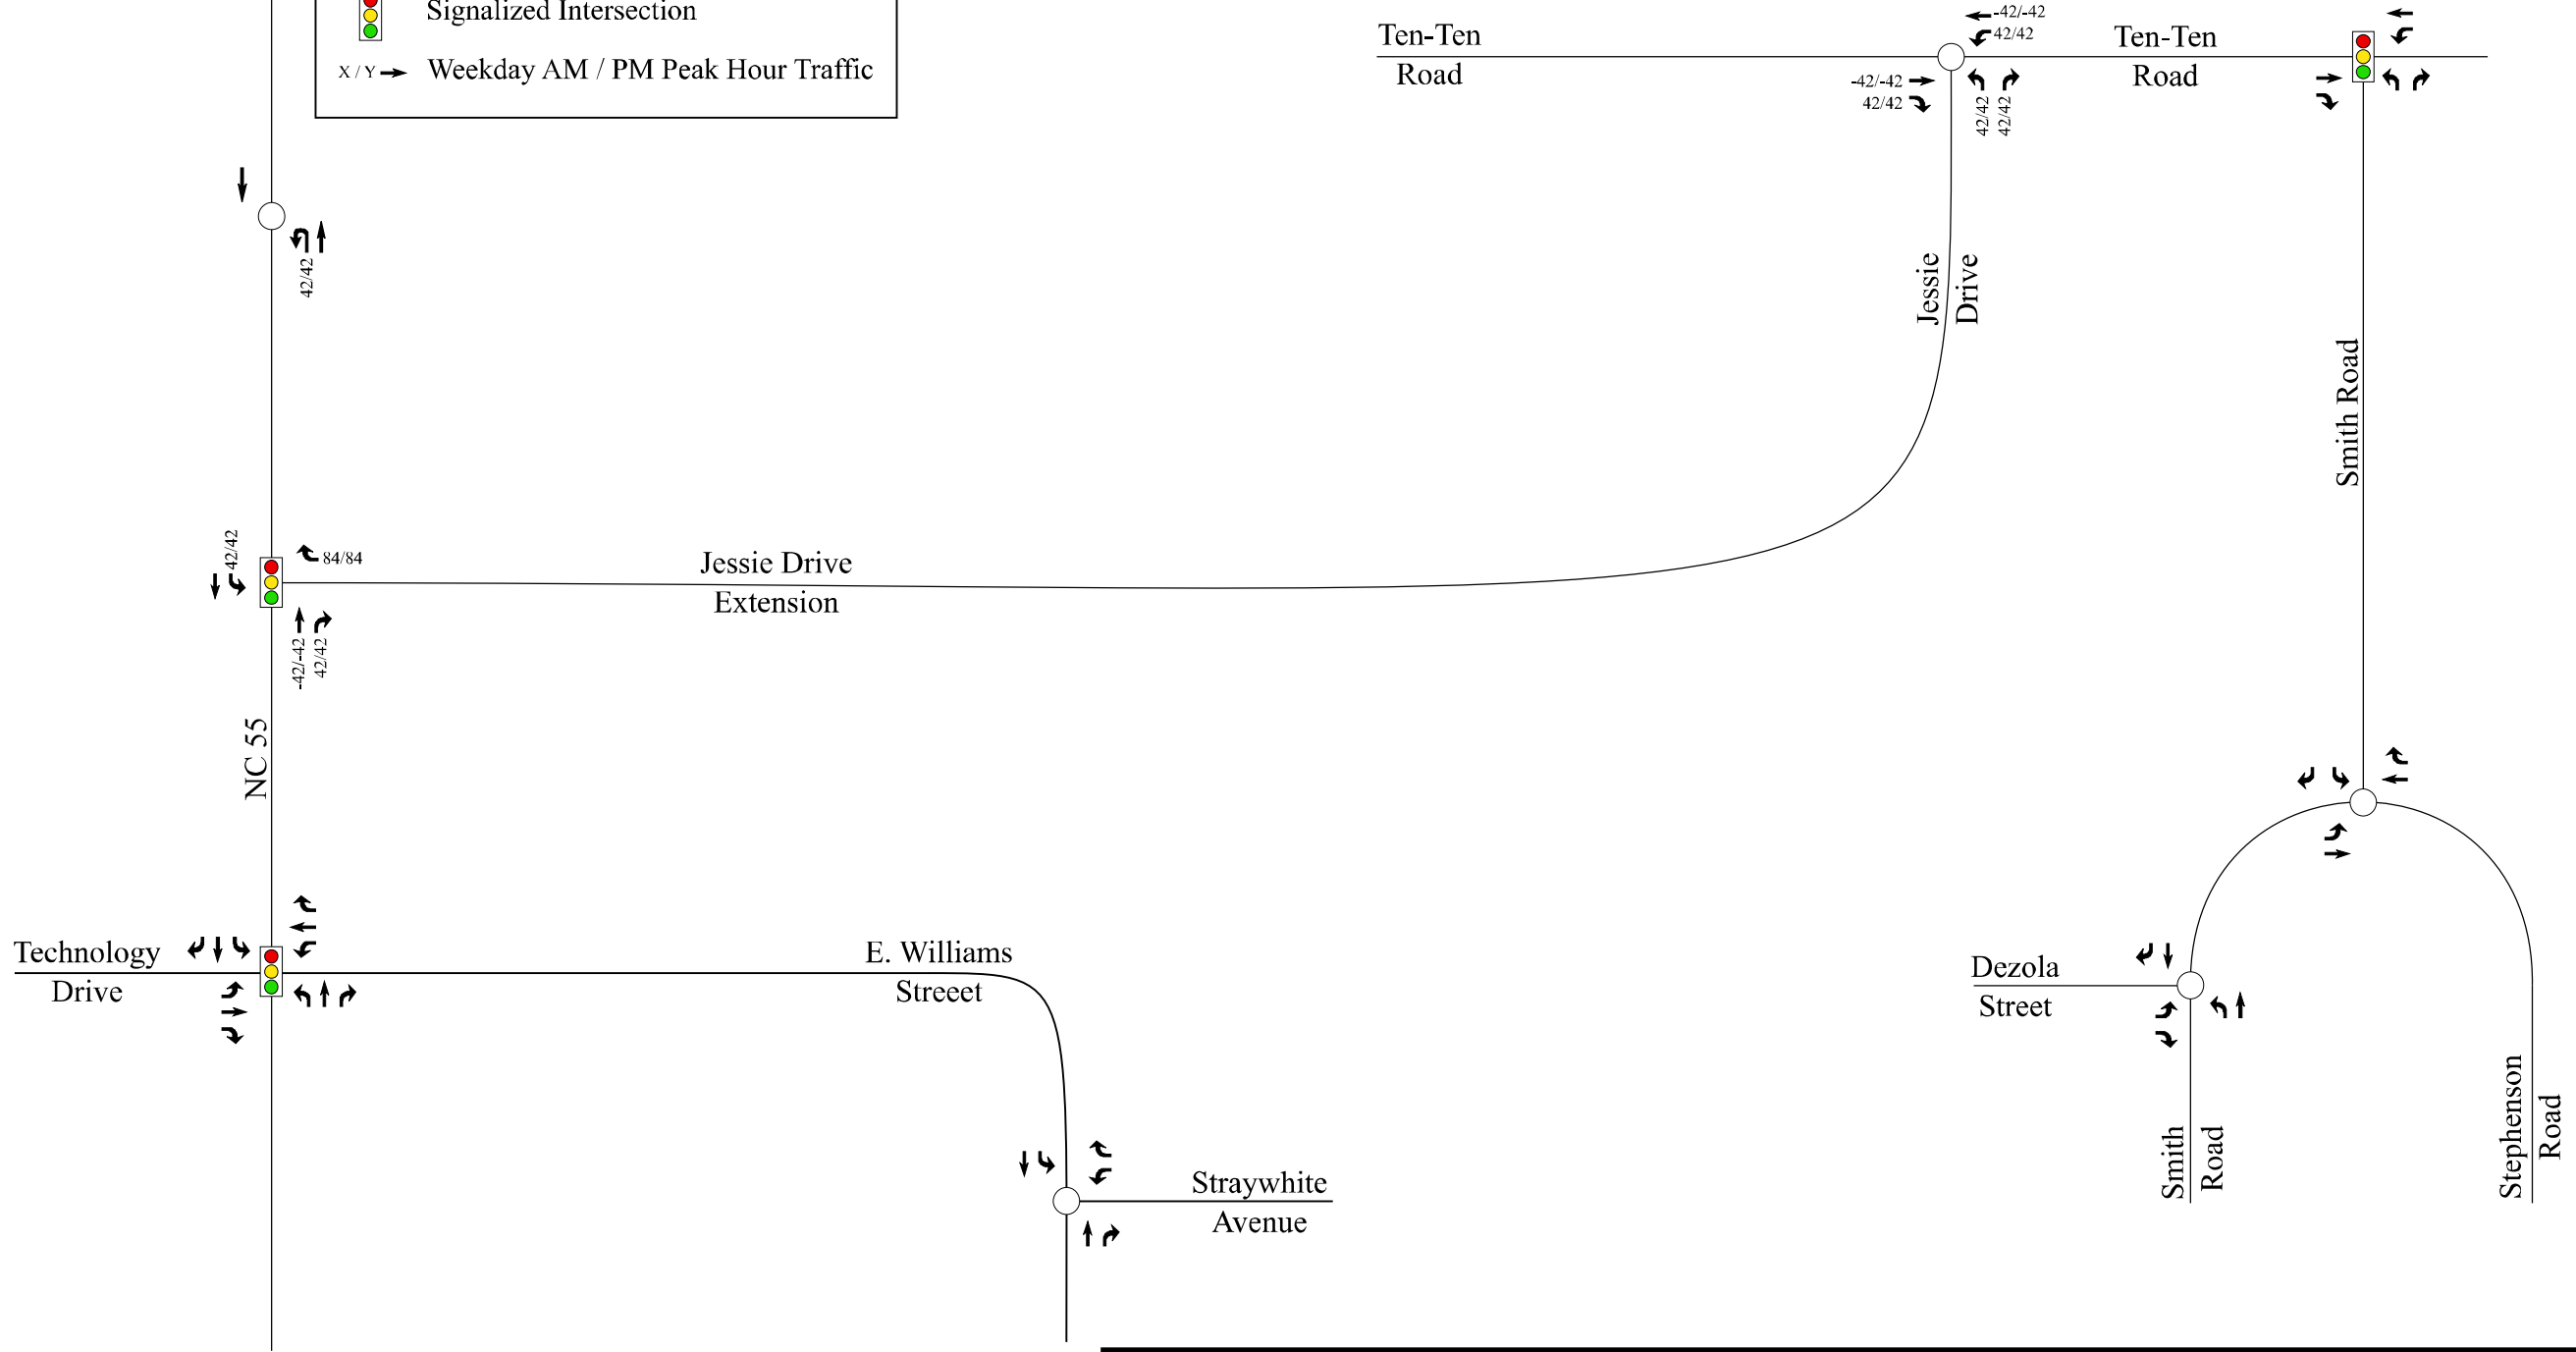 Signalized Intersection
X / Y Weekday AM / PM Peak Hour Traffic
Ten-Ten
Road
-42/-42
42/42
-42/-42
42/42
42/42
42/42
Ten-Ten
Road
42/42
Jessie
Drive
Smith Road
42/42
84/84
Jessie Drive
Extension
-42/-42
42/42
NC 55
Technology
Drive
E. Williams
Streeet
Dezola
Street
Smith
Road
Stephenson
Road
Straywhite
Avenue